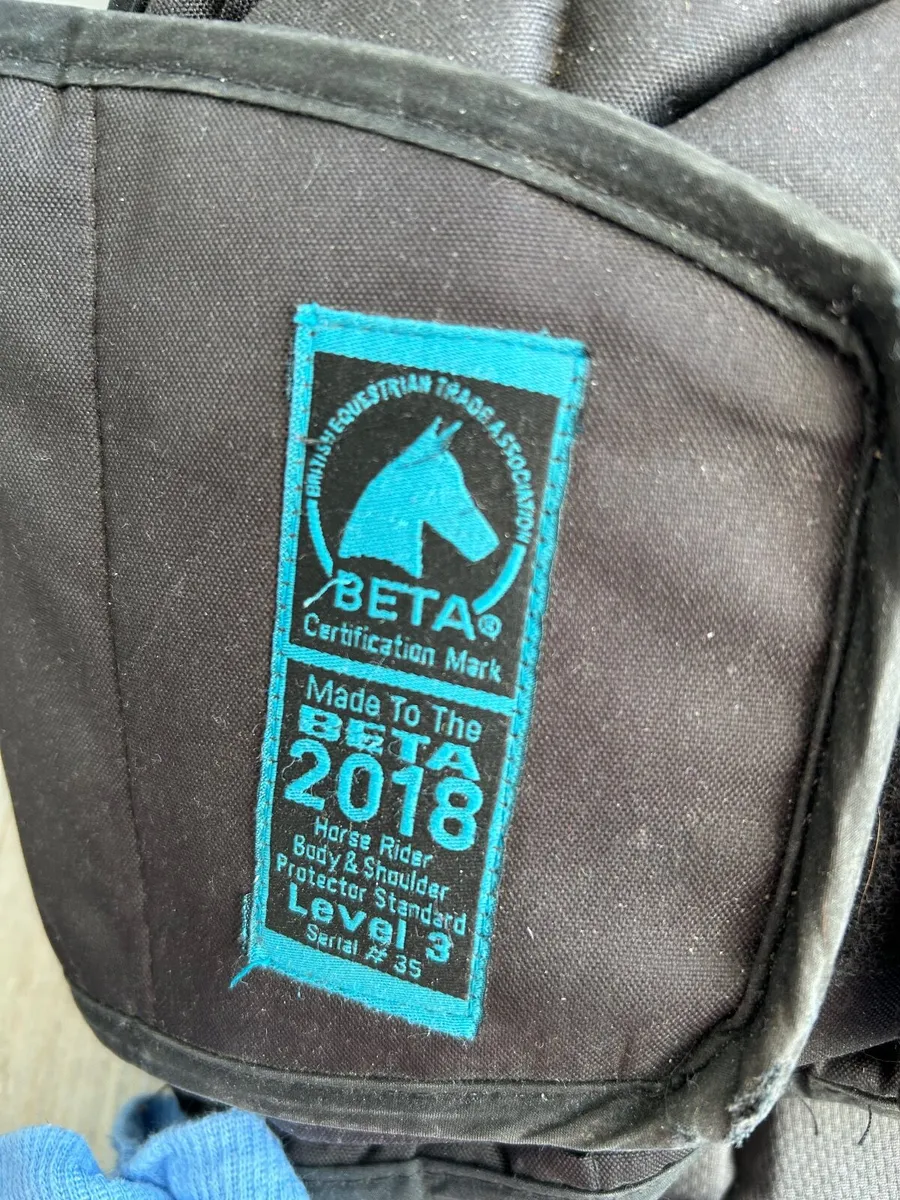 BRITISH EQUESTRIAN TRADE ASSOCIATION
BETA®
Certification Mark
Made To The
BETA
2018
Horse Rider
Body & Shoulder
Protector Standard
Level 3
Serial # 35